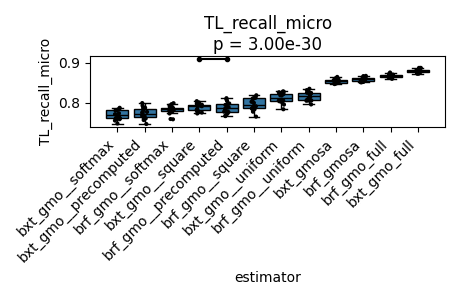 TL_recall_micro
p = 3.00e-30
TL_recall_micro
0.9
0.8
bxt_gmo__softmax
bxt_gmo__precomputed
brf_gmo__softmax
bxt_gmo__square
brf_gmo__precomputed
brf_gmo__square
bxt_gmo__uniform
brf_gmo__uniform
bxt_gmosa
brf_gmosa
brf_gmo_full
bxt_gmo_full
estimator